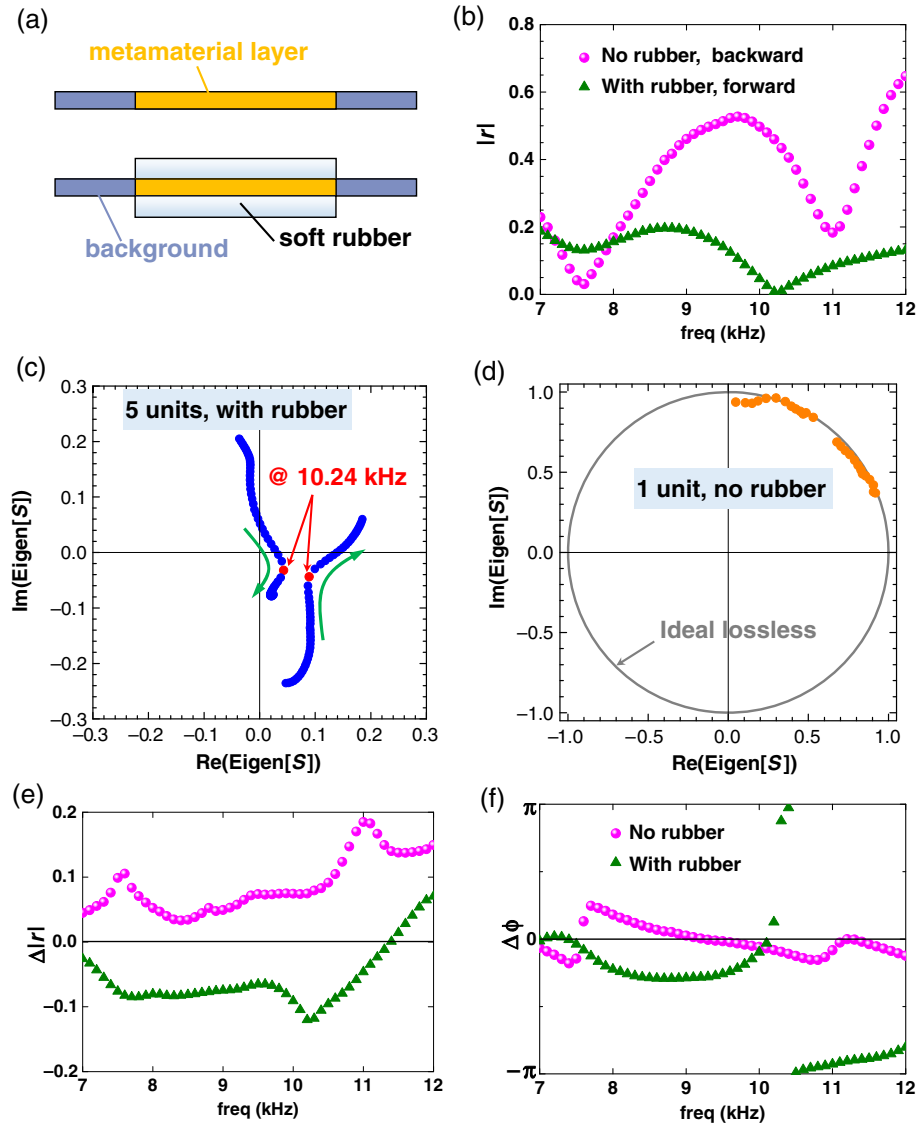 (a)
metamaterial layer
background
soft rubber
(b)
No rubber, backward
With rubber, forward
|r|
0.8
0.6
0.4
0.2
0.0
7 8 9 10 11 12
freq (kHz)
(c)
5 units, with rubber
@ 10.24 kHz
Im(Eigen[S])
0.3
0.2
0.1
0.0
−0.1
−0.2
−0.3
−0.3 −0.2 −0.1 0.0 0.1 0.2 0.3
Re(Eigen[S])
(d)
1 unit, no rubber
Ideal lossless
Im(Eigen[S])
1.0
0.5
0.0
−0.5
−1.0
−1.0 −0.5 0.0 0.5 1.0
Re(Eigen[S])
(e)
Δ|r|
0.2
0.1
0.0
−0.1
−0.2
7 8 9 10 11 12
freq (kHz)
(f)
No rubber
With rubber
Δϕ
π
0
−π
7 8 9 10 11 12
freq (kHz)